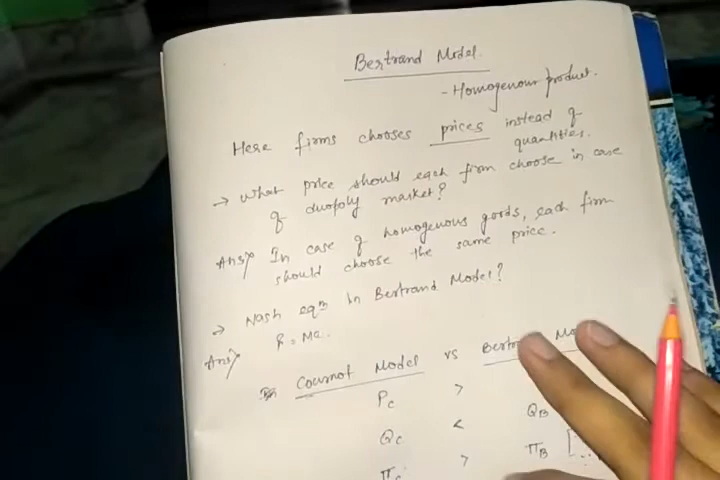 Bertrand Model.
- Homogenous product.
Here firms chooses prices instead of
quantities.
→ What price should each firm choose in case
of duopoly market?
Ans) In case of homogenous goods, each firm
should choose the same price.
→ Nash eqm in Bertrand Model?
Ans) P = MC.
Cournot Model vs
PC >
QC < QB
ΠC > ΠB